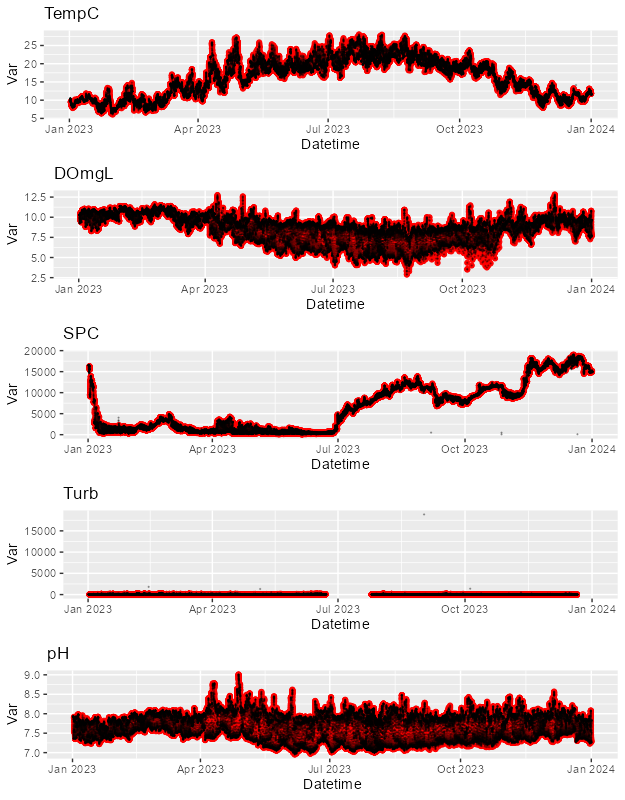 TempC
25
20
15
10
5
Var
Jan 2023 Apr 2023 Jul 2023 Oct 2023 Jan 2024
Datetime
DOmgL
12.5
10.0
7.5
5.0
2.5
Var
Jan 2023 Apr 2023 Jul 2023 Oct 2023 Jan 2024
Datetime
SPC
20000
15000
10000
5000
0
Var
Jan 2023 Apr 2023 Jul 2023 Oct 2023 Jan 2024
Datetime
Turb
15000
10000
5000
0
Var
Jan 2023 Apr 2023 Jul 2023 Oct 2023 Jan 2024
Datetime
pH
9.0
8.5
8.0
7.5
7.0
Var
Jan 2023 Apr 2023 Jul 2023 Oct 2023 Jan 2024
Datetime